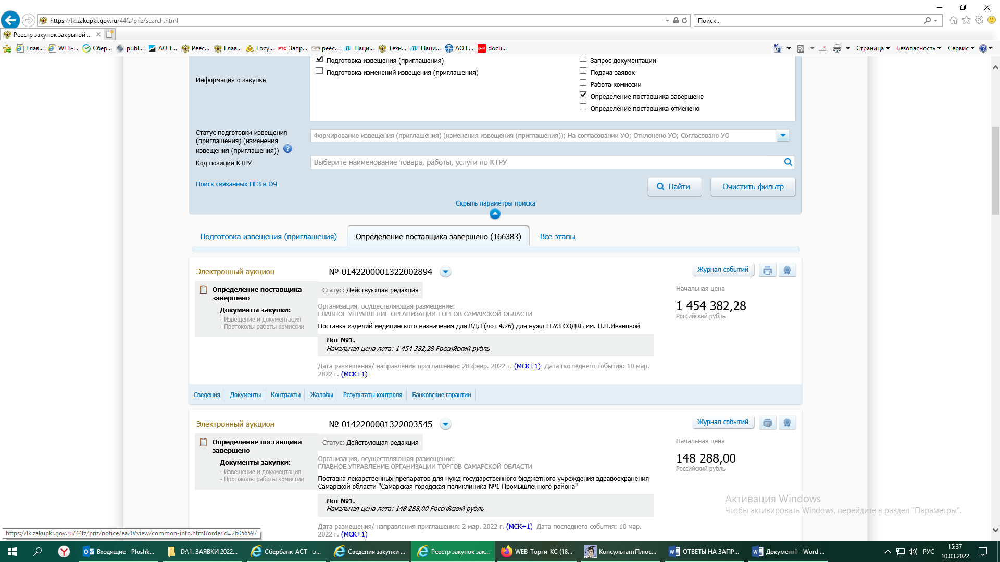 https://lk.zakupki.gov.ru/44fz/priz/search.html
Поиск...
Реестр закупок закрытой ...
Глав...
WEB-...
Сбер...
publ...
АО Т...
Реес...
Глав...
Госу...
РТС Запр...
реес...
Наци...
Техн...
Наци...
АО Е...
docu...
Страница
Безопасность
Сервис
Подготовка извещения (приглашения)
Запрос документации
Подготовка изменений извещения (приглашения)
Подача заявок
Информация о закупке
Работа комиссии
Определение поставщика завершено
Определение поставщика отменено
Статус подготовки извещения
(приглашения) (изменения
извещения (приглашения))
Формирование извещения (приглашения) (изменения извещения (приглашения)); На согласовании УО; Отклонено УО; Согласовано УО
Код позиции КТРУ
Выберите наименование товара, работы, услуги по КТРУ
Поиск связанных ПГЗ в ОЧ
Найти
Очистить фильтр
Скрыть параметры поиска
Подготовка извещения (приглашения)
Определение поставщика завершено (166383)
Все этапы
Электронный аукцион
№ 0142200001322002894
Журнал событий
Определение поставщика
завершено
Документы закупки:
- Извещение и документация
- Протоколы работы комиссии
Статус: Действующая редакция
Организация, осуществляющая размещение:
ГЛАВНОЕ УПРАВЛЕНИЕ ОРГАНИЗАЦИИ ТОРГОВ САМАРСКОЙ ОБЛАСТИ
Поставка изделий медицинского назначения для КДЛ (лот 4.26) для нужд ГБУЗ СОДКБ им. Н.Н.Ивановой
Лот №1.
Начальная цена лота: 1 454 382,28 Российский рубль
Дата размещения/ направления приглашения: 28 февр. 2022 г. (МСК+1) Дата последнего события: 10 мар.
2022 г. (МСК+1)
Начальная цена
1 454 382,28
Российский рубль
Сведения
Документы
Контракты
Жалобы
Результаты контроля
Банковские гарантии
Электронный аукцион
№ 0142200001322003545
Журнал событий
Определение поставщика
завершено
Документы закупки:
- Извещение и документация
- Протоколы работы комиссии
Статус: Действующая редакция
Организация, осуществляющая размещение:
ГЛАВНОЕ УПРАВЛЕНИЕ ОРГАНИЗАЦИИ ТОРГОВ САМАРСКОЙ ОБЛАСТИ
Поставка лекарственных препаратов для нужд государственного бюджетного учреждения здравоохранения
Самарской области "Самарская городская поликлиника №1 Промышленного района"
Лот №1.
Начальная цена лота: 148 288,00 Российский рубль
Дата размещения/ направления приглашения: 2 мар. 2022 г. (МСК+1) Дата последнего события: 10 мар.
2022 г. (МСК+1)
Начальная цена
148 288,00
Российский рубль
Активация Windows
Чтобы активировать Windows, перейдите в раздел "Параметры".
https://lk.zakupki.gov.ru/44fz/priz/notice/ea20/view/common-info.html?orderId=26056597
Входящие - Ploshk...
D:\1. ЗАЯВКИ 2022...
Сбербанк-АСТ - э...
Сведения закупки ...
Реестр закупок зак...
WEB-Торги-КС (18...
КонсультантПлюс...
ОТВЕТЫ НА ЗАПР...
Документ1 - Word ...
РУС
15:37
10.03.2022